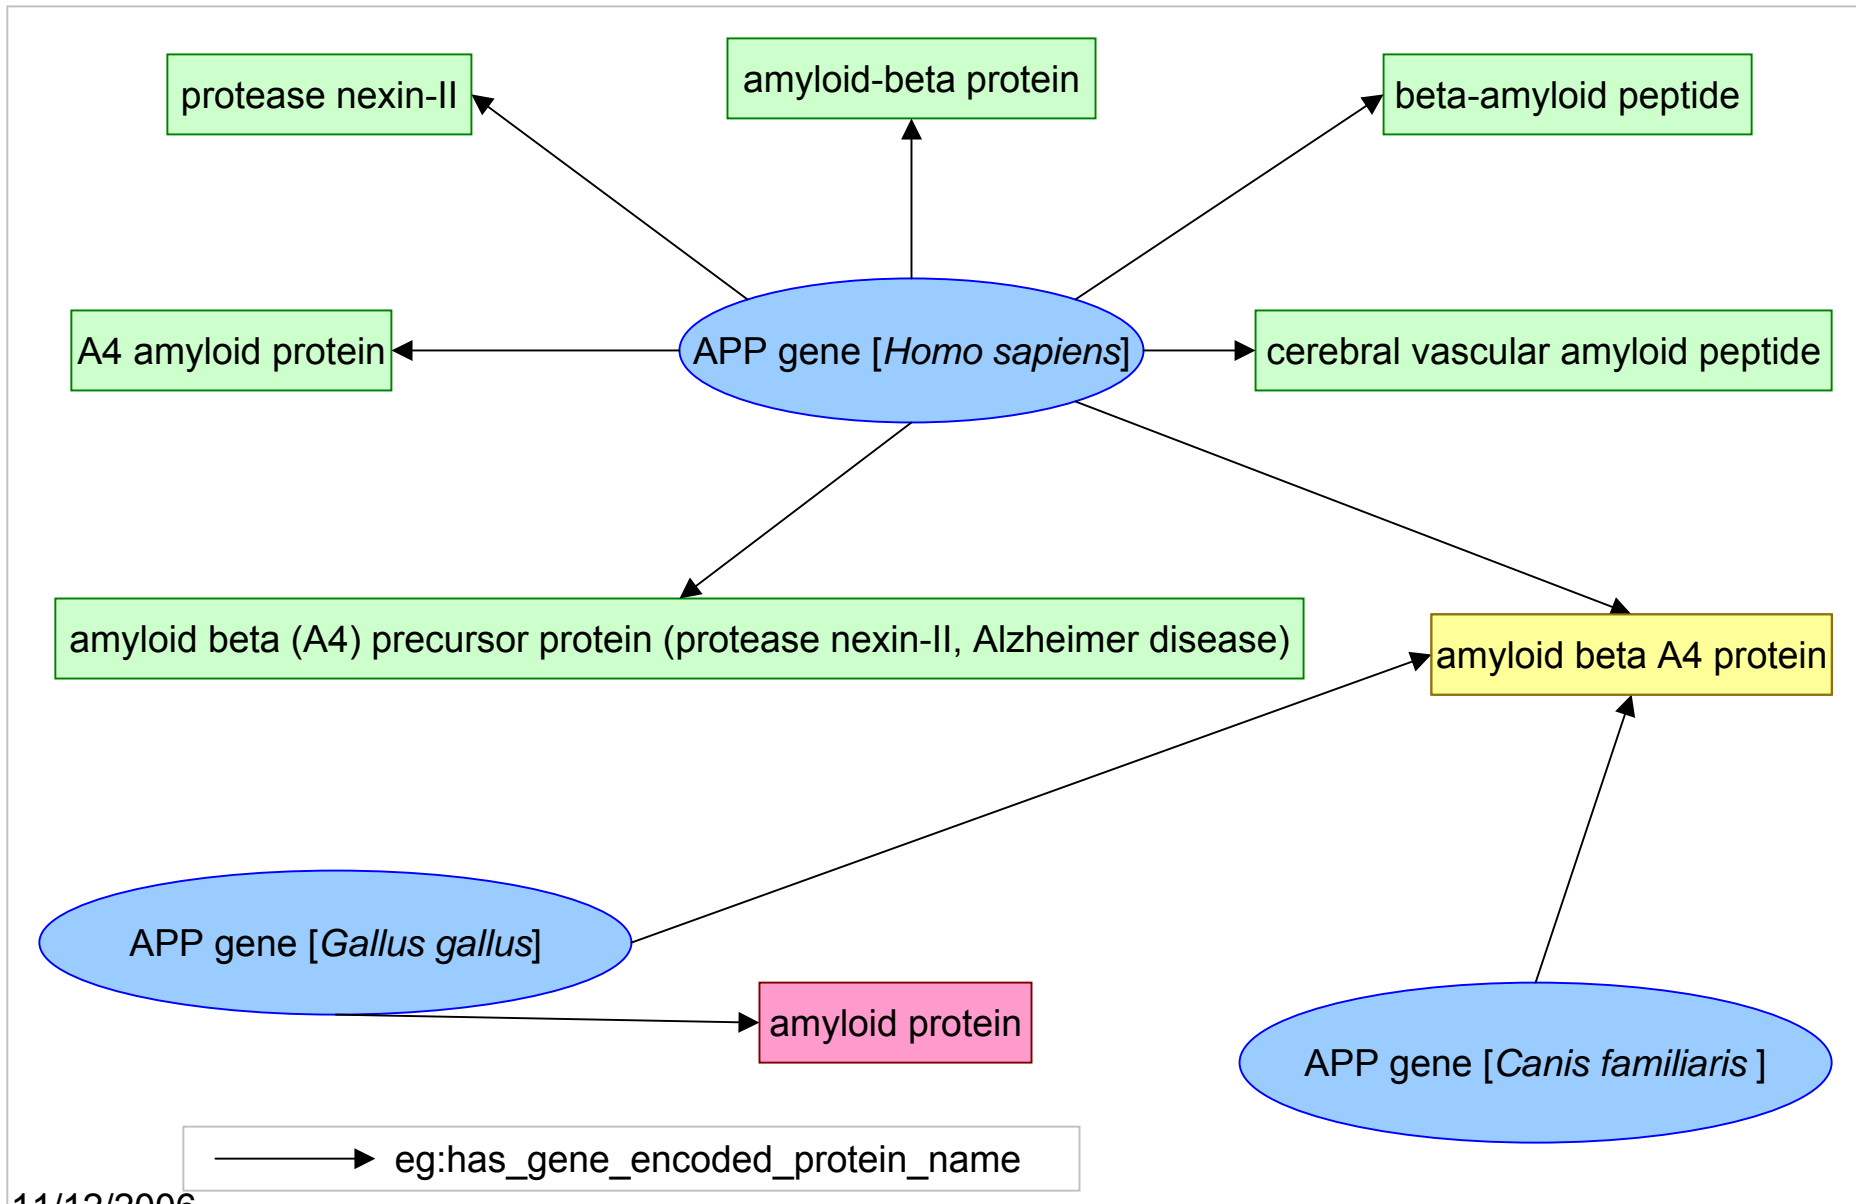 amyloid-beta protein
protease nexin-II
beta-amyloid peptide
A4 amyloid protein
APP gene [Homo sapiens]
cerebral vascular amyloid peptide
amyloid beta (A4) precursor protein (protease nexin-II, Alzheimer disease)
amyloid beta A4 protein
APP gene [Gallus gallus]
amyloid protein
APP gene [Canis familiaris ]
eg:has_gene_encoded_protein_name